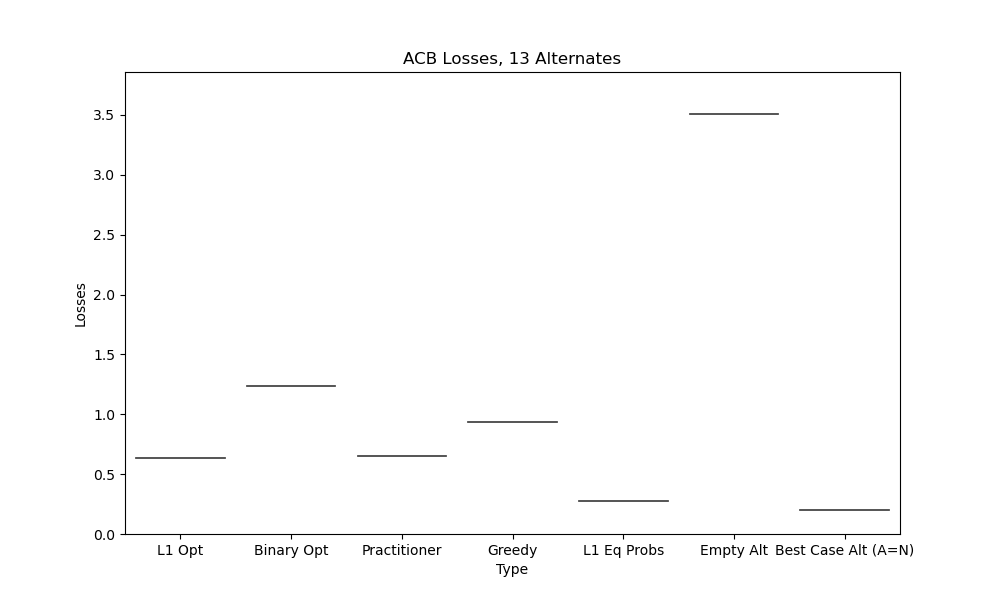 ACB Losses, 13 Alternates
3.5
3.0
2.5
2.0
1.5
1.0
0.5
0.0
Losses
L1 Opt Binary Opt Practitioner Greedy L1 Eq Probs Empty Alt Best Case Alt (A=N)
Type